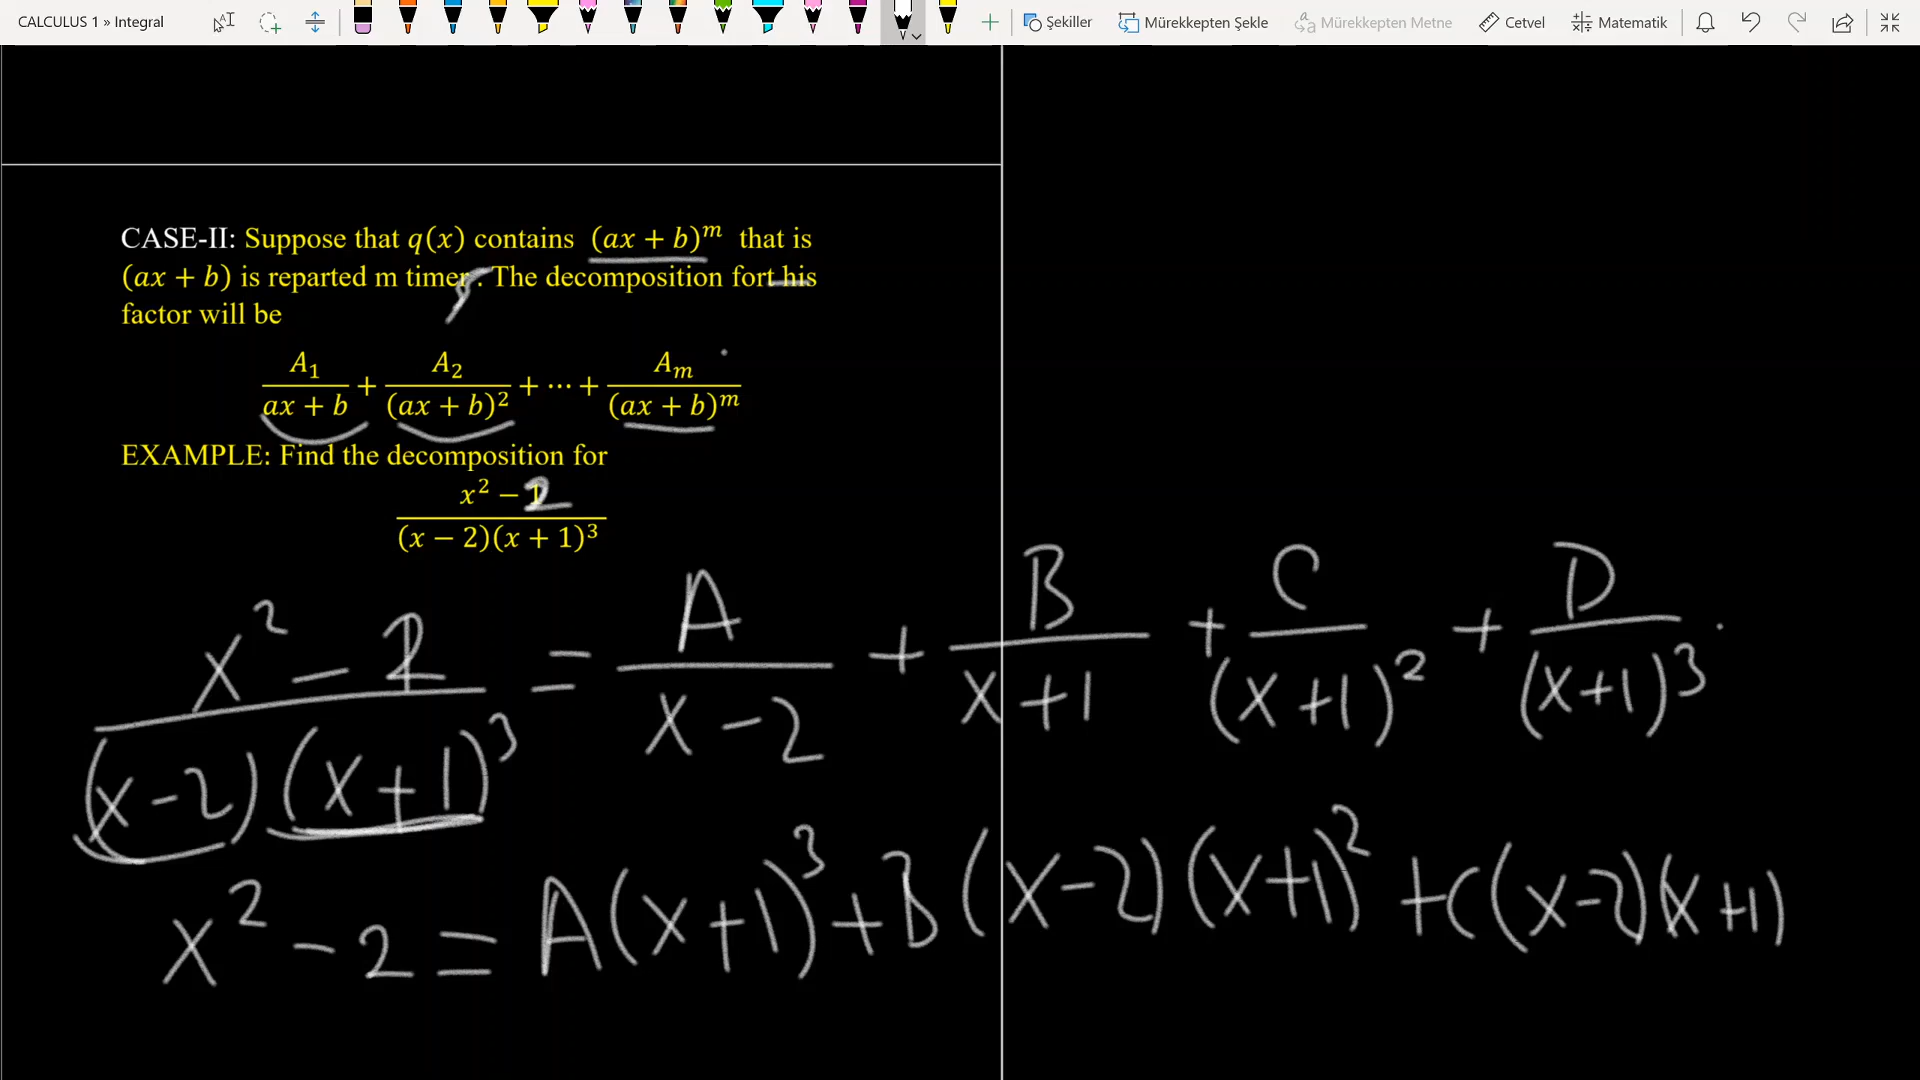 CALCULUS 1 » Integral
Şekiller
Mürekkepten Şekle
Mürekkepten Metne
Cetvel
Matematik
CASE-II: Suppose that q(x) contains (ax + b)^m that is
(ax + b) is reparted m timer . The decomposition fort his
factor will be
A₁/(ax + b) + A₂/(ax + b)² + ⋯ + Aₘ/(ax + b)^m
EXAMPLE: Find the decomposition for
x² − 2
(x − 2)(x + 1)³
(x² − 2)/((x−2)(x+1)³) = A/(x−2) + B/(x+1) + C/(x+1)² + D/(x+1)³ .
x² − 2 = A(x+1)³ + B(x−2)(x+1)² + C(x−2)(x+1)